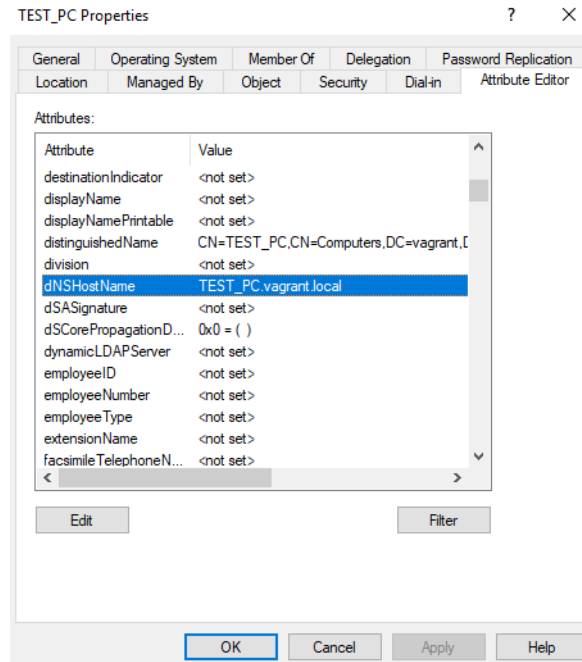 TEST_PC Properties ? ×
General Operating System Member Of Delegation Password Replication
Location Managed By Object Security Dial-in Attribute Editor
Attributes:
Attribute Value
destinationIndicator <not set>
displayName <not set>
displayNamePrintable <not set>
distinguishedName CN=TEST_PC,CN=Computers,DC=vagrant,D
division <not set>
dNSHostName TEST_PC.vagrant.local
dSASignature <not set>
dSCorePropagationD... 0x0 = ( )
dynamicLDAPServer <not set>
employeeID <not set>
employeeNumber <not set>
employeeType <not set>
extensionName <not set>
facsimileTelephoneN... <not set>
Edit Filter
OK Cancel Apply Help